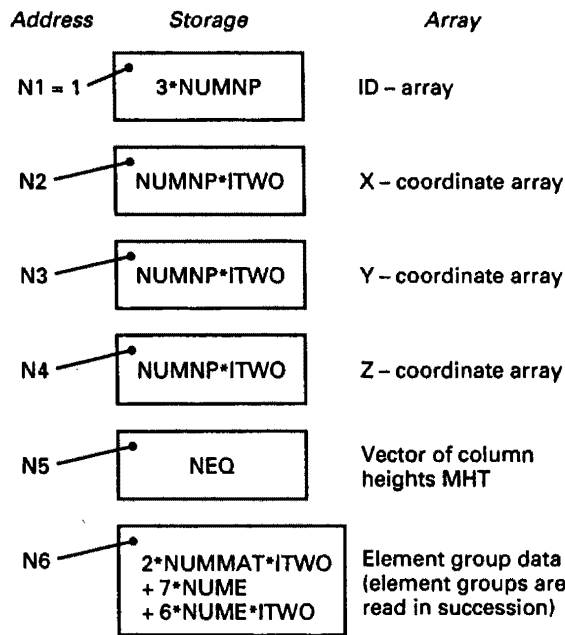 Address Storage Array
N1 = 1 3*NUMNP ID – array
N2 NUMNP*ITWO X – coordinate array
N3 NUMNP*ITWO Y – coordinate array
N4 NUMNP*ITWO Z – coordinate array
N5 NEQ Vector of column
heights MHT
N6 2*NUMMAT*ITWO
+ 7*NUME
+ 6*NUME*ITWO
Element group data
(element groups are
read in succession)